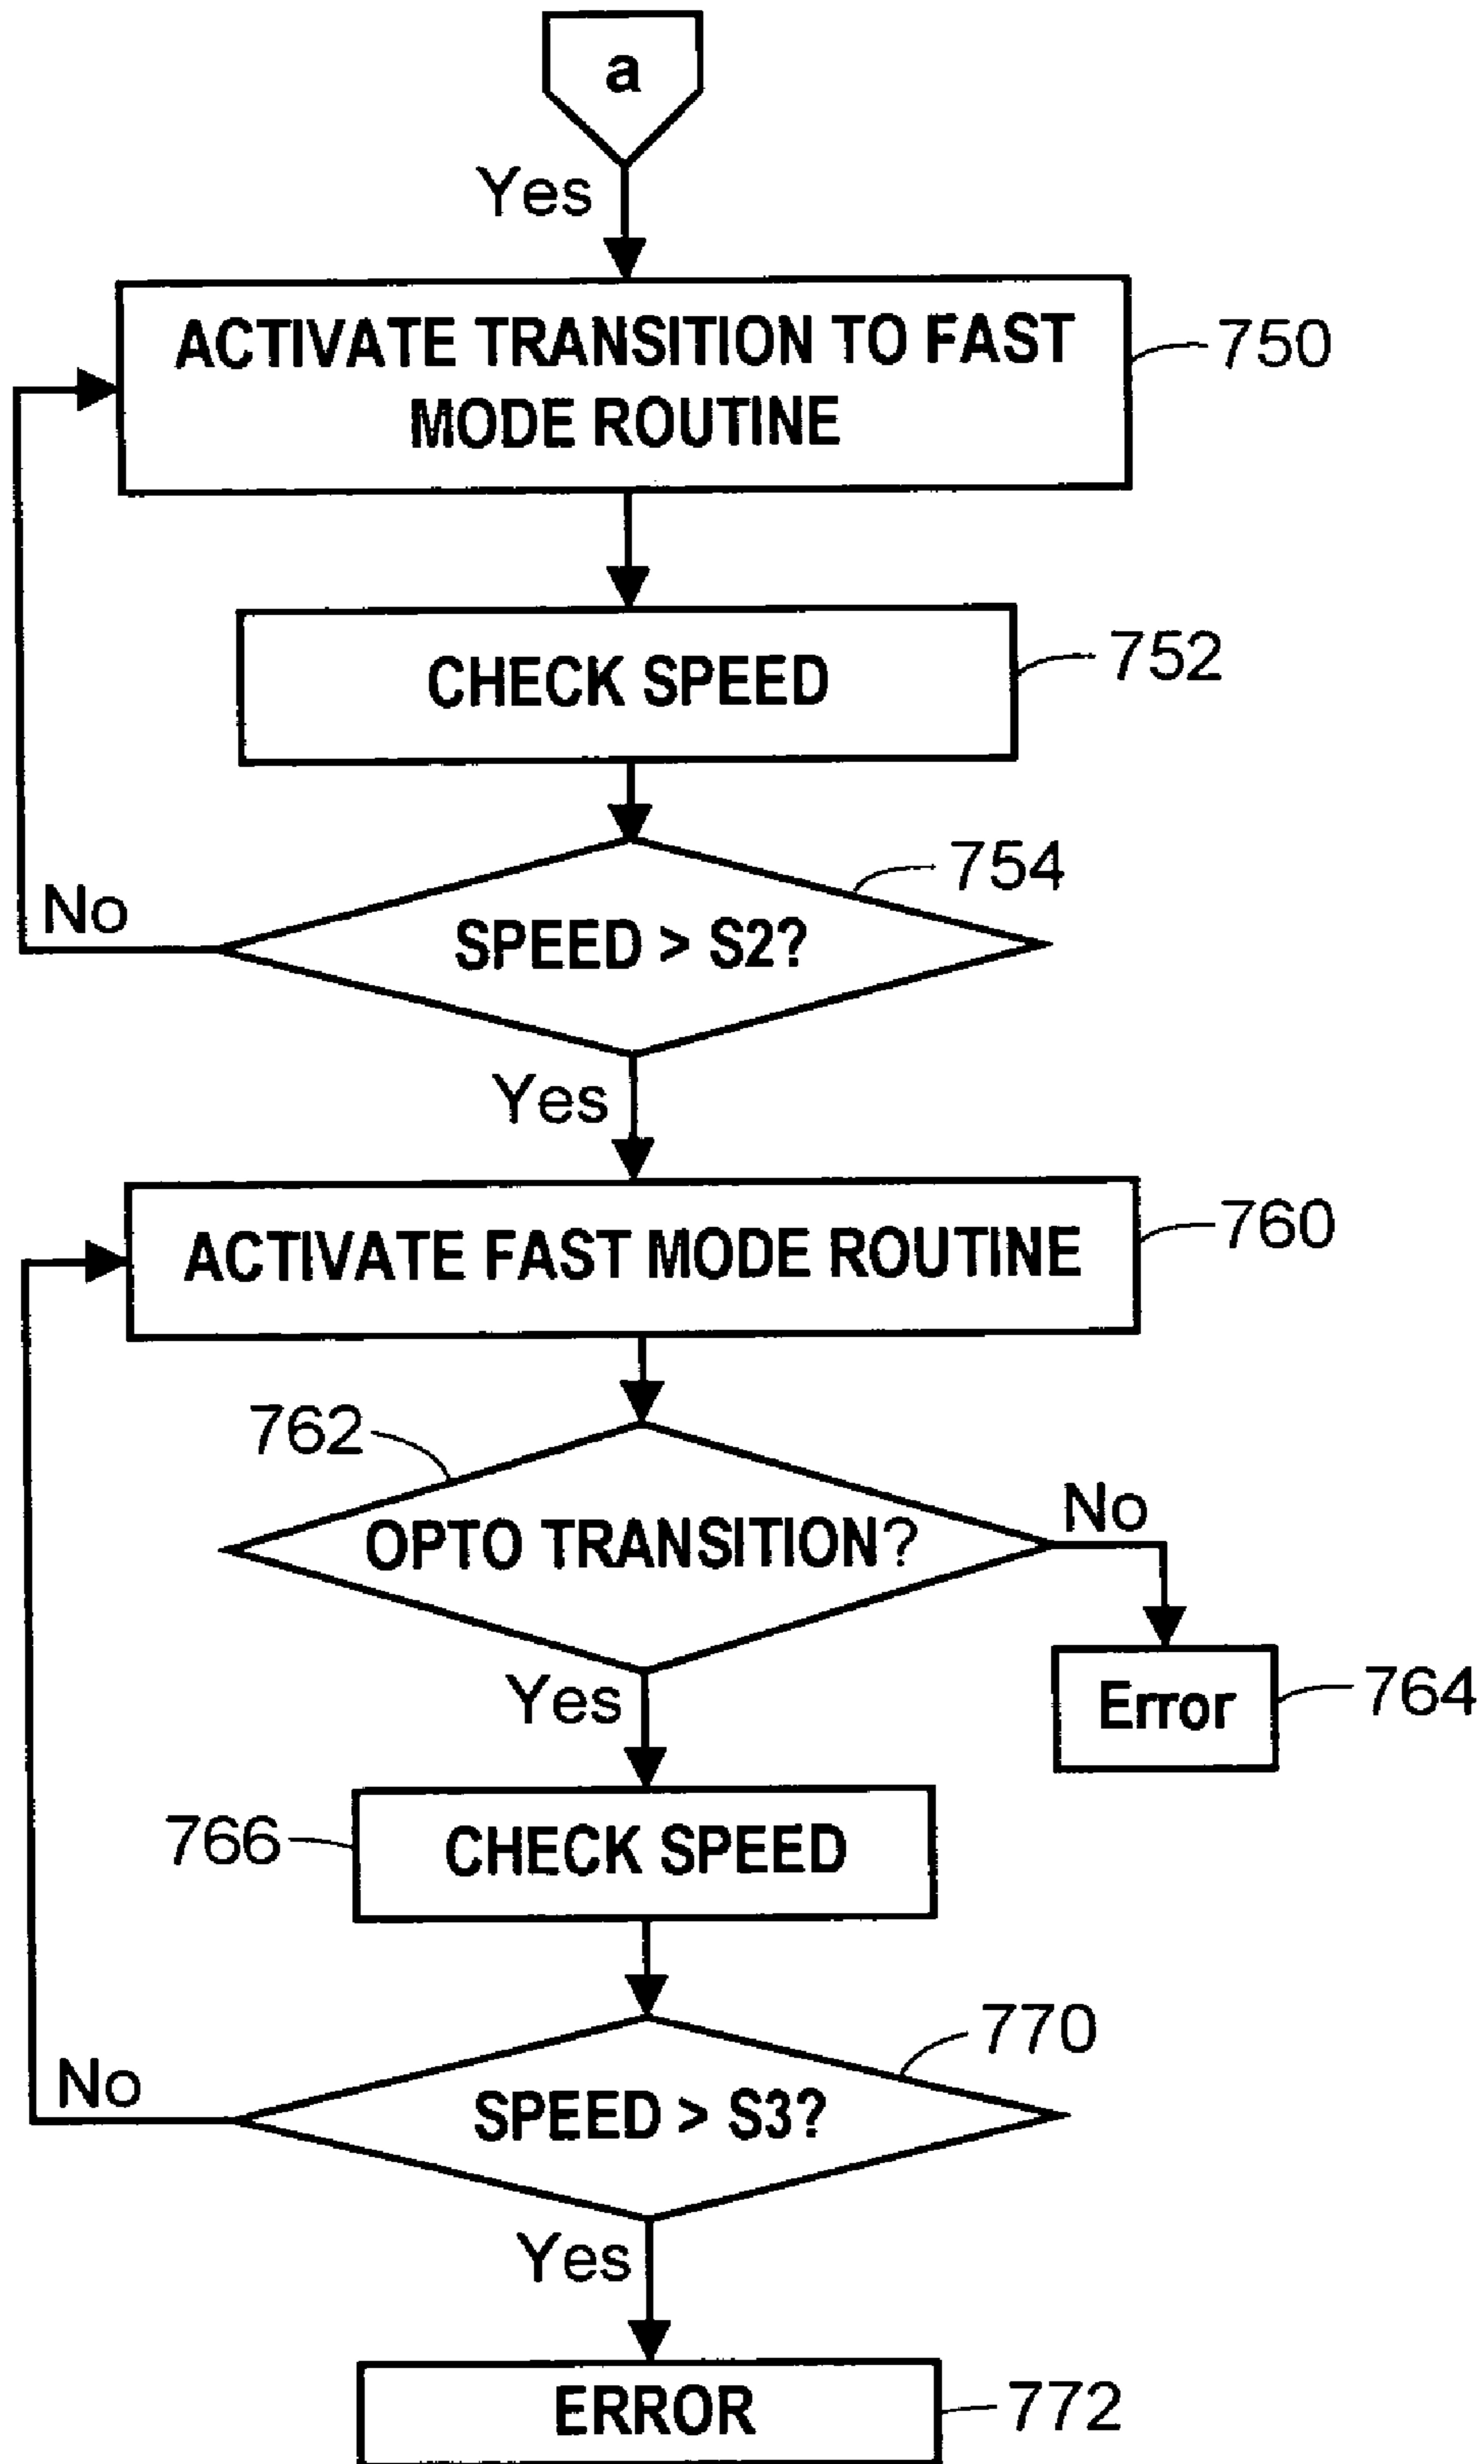 a
Yes
ACTIVATE TRANSITION TO FAST
MODE ROUTINE
750
CHECK SPEED
752
754
SPEED > S2?
No
Yes
ACTIVATE FAST MODE ROUTINE
760
762
OPTO TRANSITION?
No
Error
764
Yes
CHECK SPEED
766
770
SPEED > S3?
No
Yes
ERROR
772